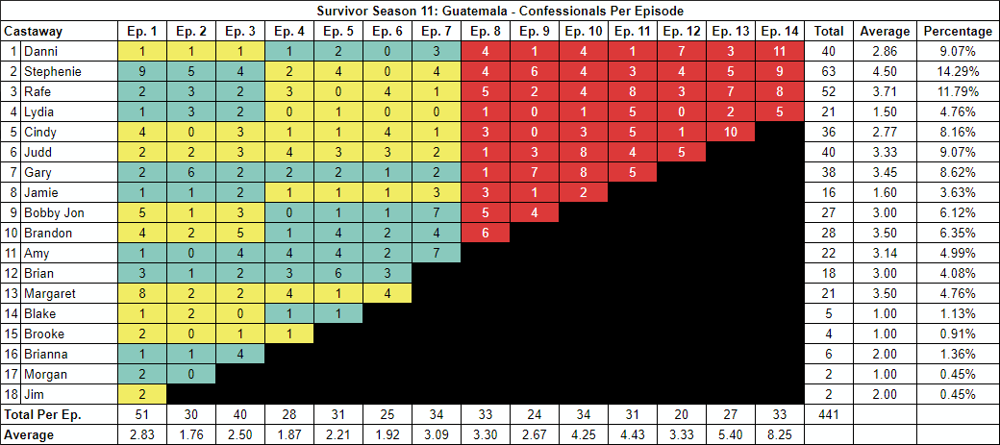 Survivor Season 11: Guatemala - Confessionals Per Episode
Castaway Ep. 1 Ep. 2 Ep. 3 Ep. 4 Ep. 5 Ep. 6 Ep. 7 Ep. 8 Ep. 9 Ep. 10 Ep. 11 Ep. 12 Ep. 13 Ep. 14 Total Average Percentage
1 Danni 1 1 1 1 2 0 3 4 1 4 1 7 3 11 40 2.86 9.07%
2 Stephenie 9 5 4 2 4 0 4 4 6 4 3 4 5 9 63 4.50 14.29%
3 Rafe 2 3 2 3 0 4 1 5 2 4 8 3 7 8 52 3.71 11.79%
4 Lydia 1 3 2 0 1 0 0 1 0 1 5 0 2 5 21 1.50 4.76%
5 Cindy 4 0 3 1 1 4 1 3 0 3 5 1 10 36 2.77 8.16%
6 Judd 2 2 3 4 3 3 2 1 3 8 4 5 40 3.33 9.07%
7 Gary 2 6 2 2 2 1 2 1 7 8 5 38 3.45 8.62%
8 Jamie 1 1 2 1 1 1 3 3 1 2 16 1.60 3.63%
9 Bobby Jon 5 1 3 0 1 1 7 5 4 27 3.00 6.12%
10 Brandon 4 2 5 1 4 2 4 6 28 3.50 6.35%
11 Amy 1 0 4 4 4 2 7 22 3.14 4.99%
12 Brian 3 1 2 3 6 3 18 3.00 4.08%
13 Margaret 8 2 2 4 1 4 21 3.50 4.76%
14 Blake 1 2 0 1 1 5 1.00 1.13%
15 Brooke 2 0 1 1 4 1.00 0.91%
16 Brianna 1 1 4 6 2.00 1.36%
17 Morgan 2 0 2 1.00 0.45%
18 Jim 2 2 2.00 0.45%
Total Per Ep. 51 30 40 28 31 25 34 33 24 34 31 20 27 33 441
Average 2.83 1.76 2.50 1.87 2.21 1.92 3.09 3.30 2.67 4.25 4.43 3.33 5.40 8.25